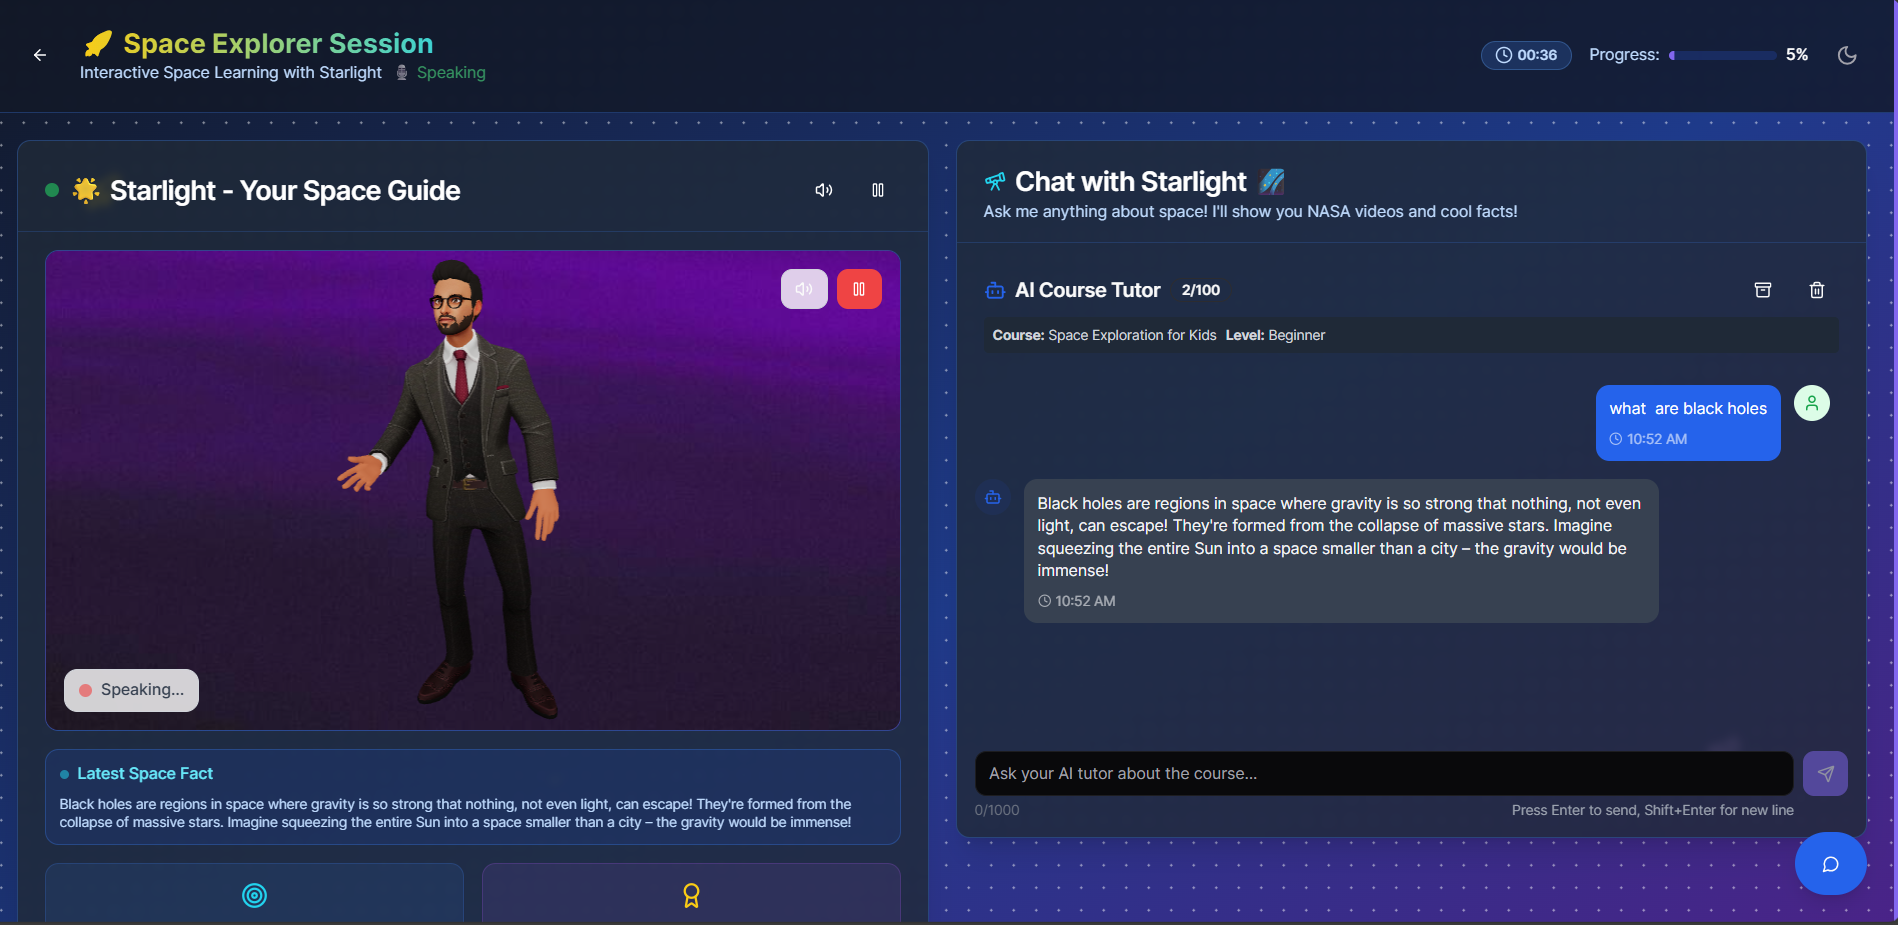 Space Explorer Session
Interactive Space Learning with Starlight Speaking
00:36
Progress: 5%
Starlight - Your Space Guide
Speaking...
Latest Space Fact
Black holes are regions in space where gravity is so strong that nothing, not even light, can escape! They're formed from the
collapse of massive stars. Imagine squeezing the entire Sun into a space smaller than a city – the gravity would be immense!
Chat with Starlight
Ask me anything about space! I'll show you NASA videos and cool facts!
AI Course Tutor 2/100
Course: Space Exploration for Kids Level: Beginner
what  are black holes
10:52 AM
Black holes are regions in space where gravity is so strong that nothing, not even
light, can escape! They're formed from the collapse of massive stars. Imagine
squeezing the entire Sun into a space smaller than a city – the gravity would be
immense!
10:52 AM
Ask your AI tutor about the course...
0/1000
Press Enter to send, Shift+Enter for new line